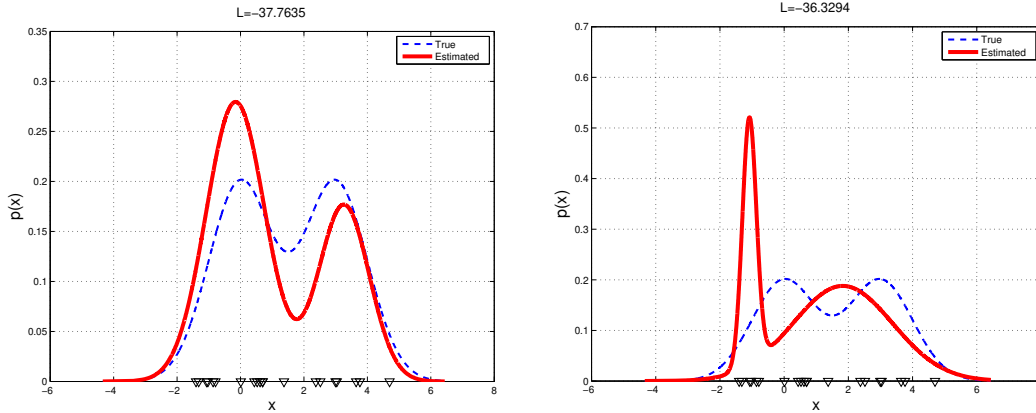 L=−37.7635
0.35
0.3
0.25
0.2
0.15
0.1
0.05
0
−6 −4 −2 0 2 4 6 8
x
p(x)
True
Estimated
L=−36.3294
0.7
0.6
0.5
0.4
0.3
0.2
0.1
0
−6 −4 −2 0 2 4 6
x
p(x)
True
Estimated